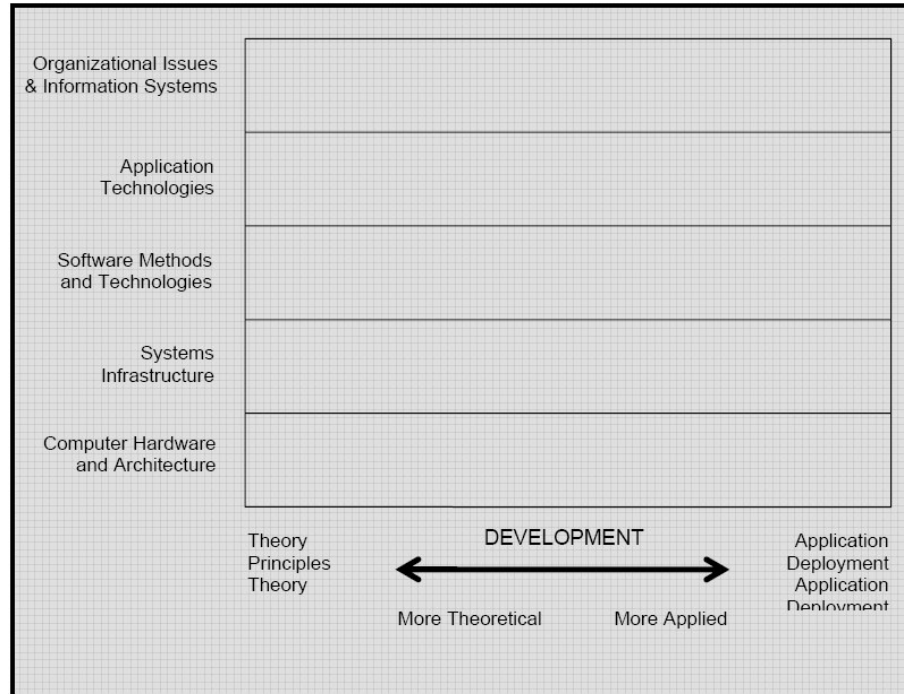 Organizational Issues
& Information Systems
Application
Technologies
Software Methods
and Technologies
Systems
Infrastructure
Computer Hardware
and Architecture
Theory
Principles
Theory
DEVELOPMENT
Application
Deployment
Application
Deployment
More Theoretical
More Applied